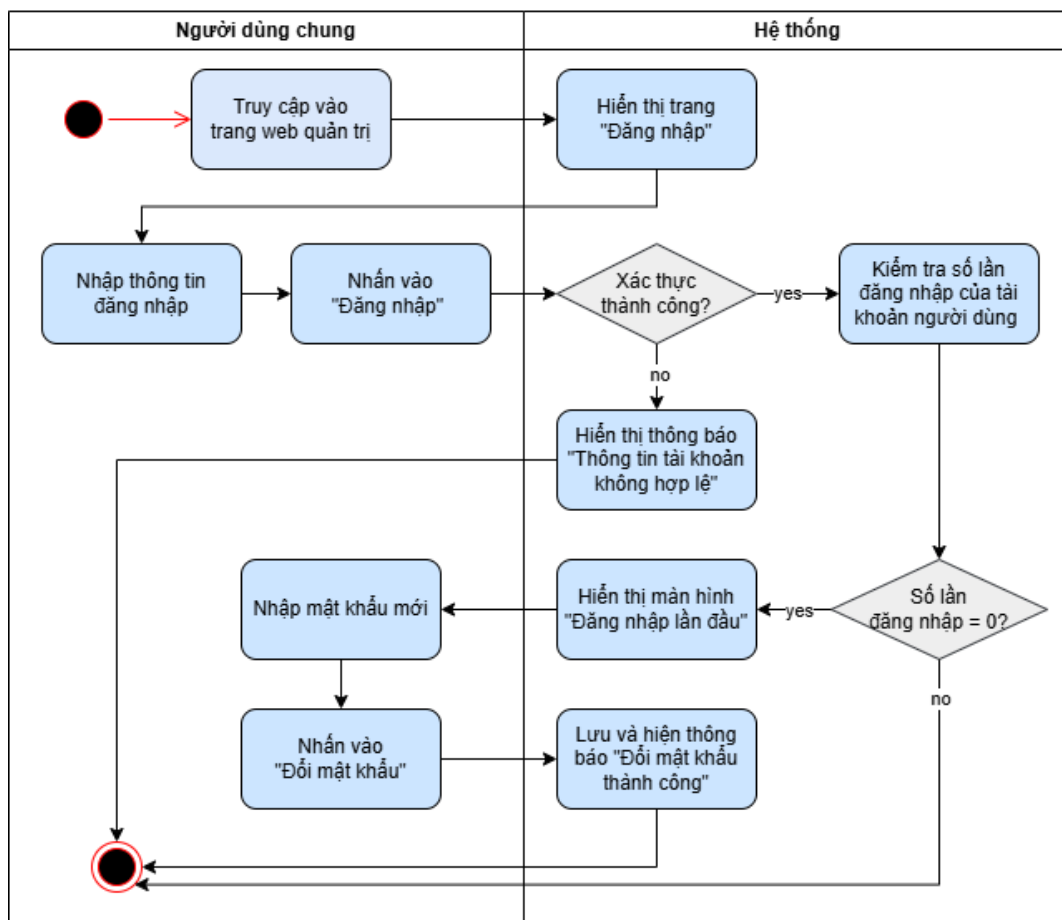 Người dùng chung
Hệ thống
Truy cập vào
trang web quản trị
Hiển thị trang
"Đăng nhập"
Nhập thông tin
đăng nhập
Nhấn vào
"Đăng nhập"
Xác thực
thành công?
yes
Kiểm tra số lần
đăng nhập của tài
khoản người dùng
no
Hiển thị thông báo
"Thông tin tài khoản
không hợp lệ"
Nhập mật khẩu mới
Hiển thị màn hình
"Đăng nhập lần đầu"
yes
Số lần
đăng nhập = 0?
no
Nhấn vào
"Đổi mật khẩu"
Lưu và hiện thông
báo "Đổi mật khẩu
thành công"